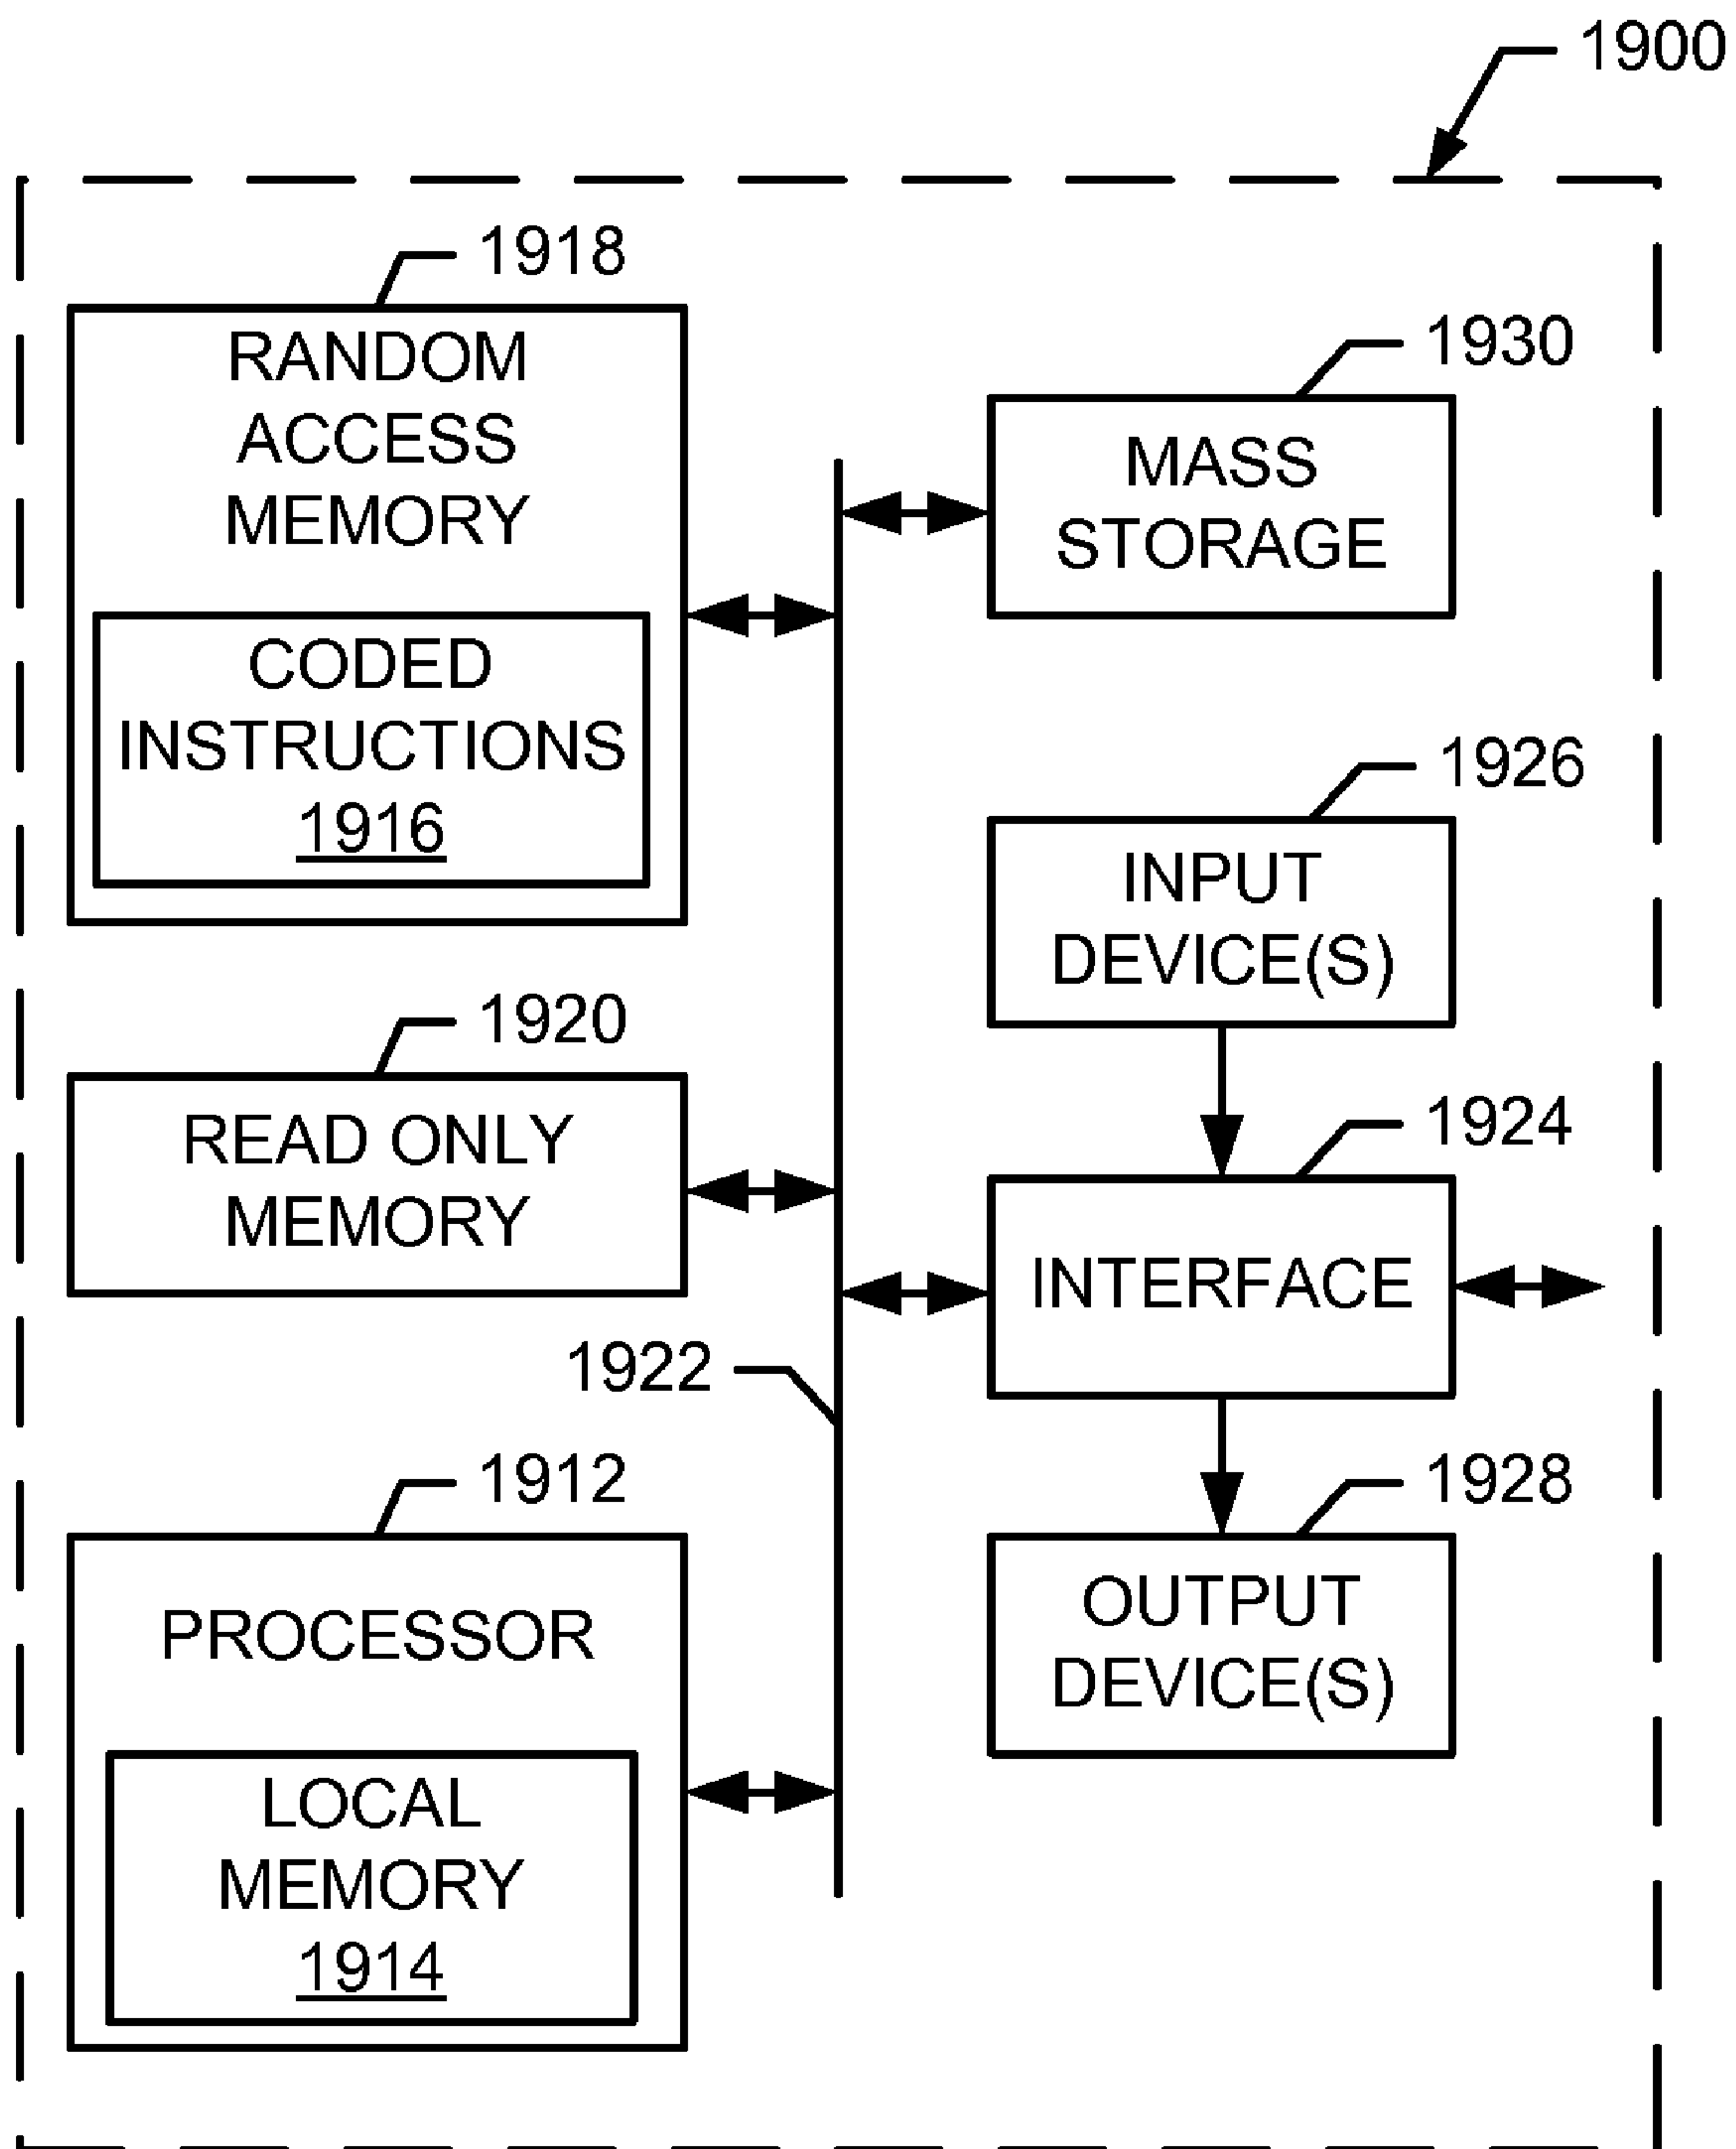 1900
1918
RANDOM
ACCESS
MEMORY
CODED
INSTRUCTIONS
1916
1930
MASS
STORAGE
1926
INPUT
DEVICE(S)
1920
READ ONLY
MEMORY
1924
INTERFACE
1922
1912
PROCESSOR
LOCAL
MEMORY
1914
1928
OUTPUT
DEVICE(S)